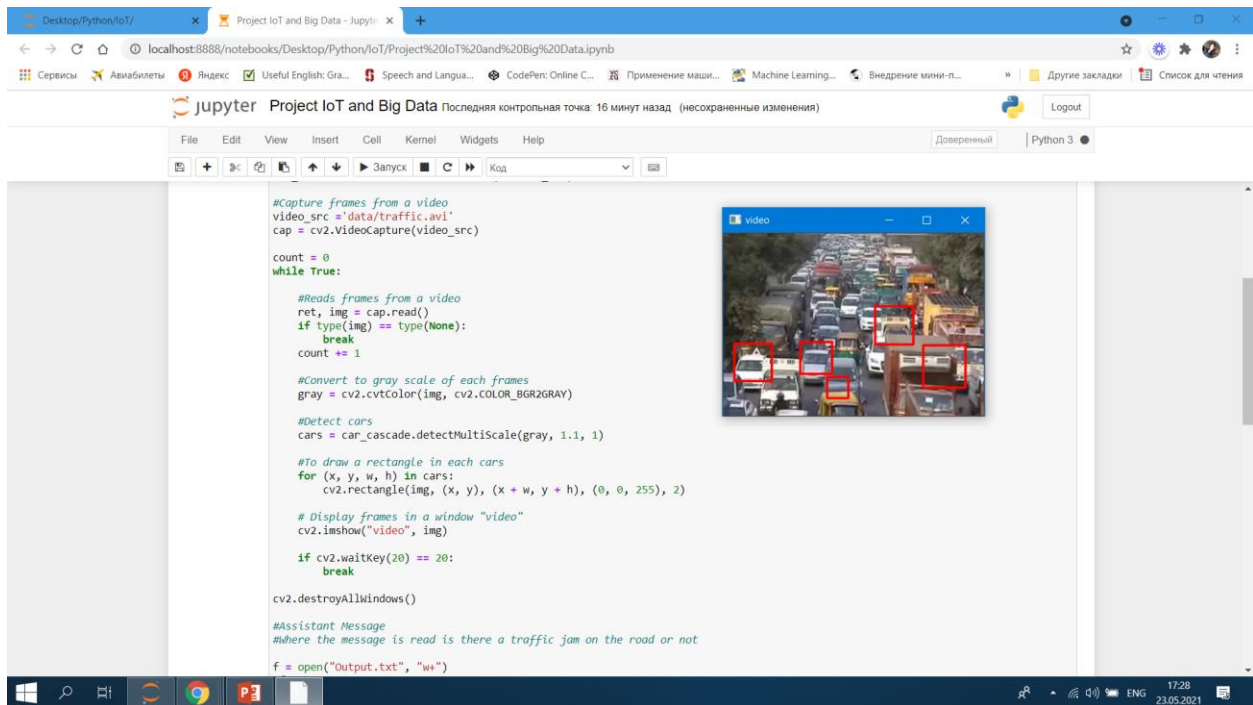 Desktop/Python/IoT/
Project IoT and Big Data - Jupyte
localhost:8888/notebooks/Desktop/Python/IoT/Project%20IoT%20and%20Big%20Data.ipynb
Сервисы
Авиабилеты
Яндекс
Useful English: Gra...
Speech and Langua...
CodePen: Online C...
Применение маши...
Machine Learning...
Внедрение мини-п...
»
Другие закладки
Список для чтения
jupyter Project IoT and Big Data Последняя контрольная точка: 16 минут назад (несохраненные изменения)
Logout
File Edit View Insert Cell Kernel Widgets Help
Доверенный
Python 3
Запуск
Код
#Capture frames from a video
video_src ='data/traffic.avi'
cap = cv2.VideoCapture(video_src)
count = 0
while True:
#Reads frames from a video
ret, img = cap.read()
if type(img) == type(None):
break
count += 1
#Convert to gray scale of each frames
gray = cv2.cvtColor(img, cv2.COLOR_BGR2GRAY)
#Detect cars
cars = car_cascade.detectMultiScale(gray, 1.1, 1)
#To draw a rectangle in each cars
for (x, y, w, h) in cars:
cv2.rectangle(img, (x, y), (x + w, y + h), (0, 0, 255), 2)
# Display frames in a window "video"
cv2.imshow("video", img)
if cv2.waitKey(20) == 20:
break
cv2.destroyAllWindows()
#Assistant Message
#Where the message is read is there a traffic jam on the road or not
f = open("Output.txt", "w+")
video
ENG
17:28
23.05.2021